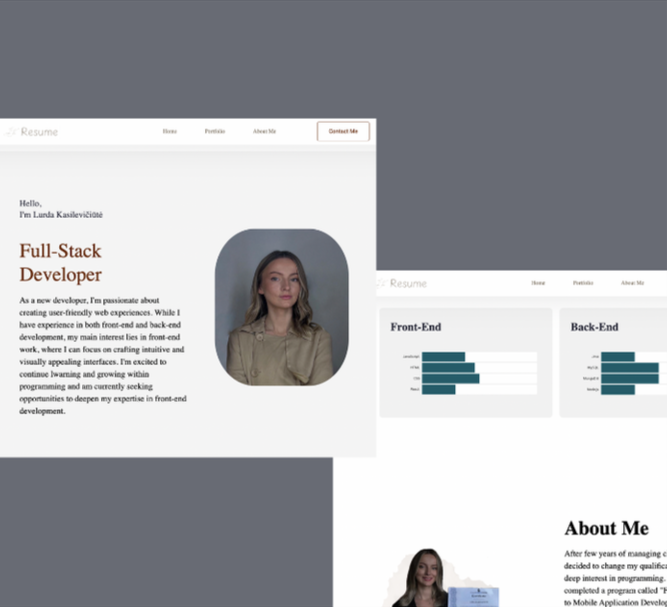 Resume
Home
Portfolio
About Me
Contact Me
Hello,
I'm Lurda Kasilevičiūtė
Full-Stack
Developer
As a new developer, I'm passionate about
creating user-friendly web experiences. While I
have experience in both front-end and back-end
development, my main interest lies in front-end
work, where I can focus on crafting intuitive and
visually appealing interfaces. I'm excited to
continue lwarning and growing within
programming and am currently seeking
opportunities to deepen my expertise in front-end
development.
Resume
Home
Portfolio
About Me
Front-End
JavaScript
HTML
CSS
React
Back-End
Java
MySQL
MongoDB
Node.js
About Me
After few years of managing c
decided to change my qualifica
deep interest in programming.
completed a program called "F
to Mobile Application Develop